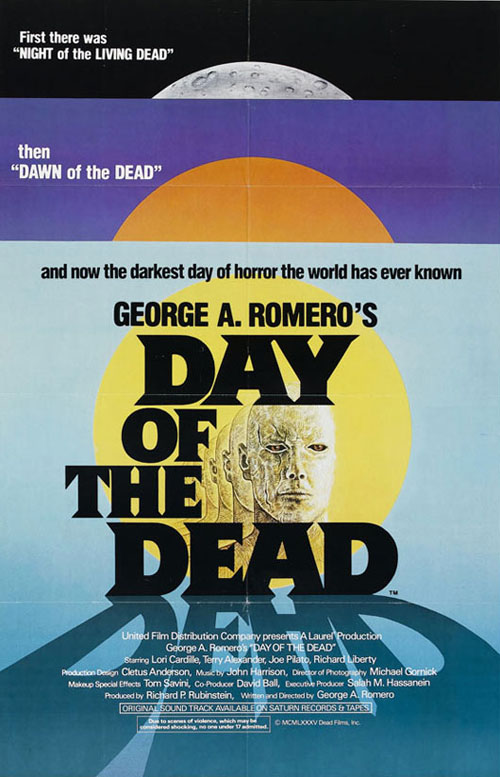 First there was
“NIGHT of the LIVING DEAD”
then
“DAWN of the DEAD”
and now the darkest day of horror the world has ever known
GEORGE A. ROMERO’S
DAY
OF
THE
DEAD
TM
United Film Distribution Company presents A Laurel Production
George A. Romero's "DAY OF THE DEAD"
Starring Lori Cardille, Terry Alexander, Joe Pilato, Richard Liberty
Production Design Cletus Anderson, Music by John Harrison, Director of Photography Michael Gornick
Makeup Special Effects Tom Savini, Co-Producer David Ball, Executive Producer Salah M. Hassanein
Produced by Richard P. Rubinstein, Written and Directed by George A. Romero
ORIGINAL SOUND TRACK AVAILABLE ON SATURN RECORDS & TAPES
Due to scenes of violence, which may be
considered shocking, no one under 17 admitted.
© MCMLXXXV Dead Films, Inc.